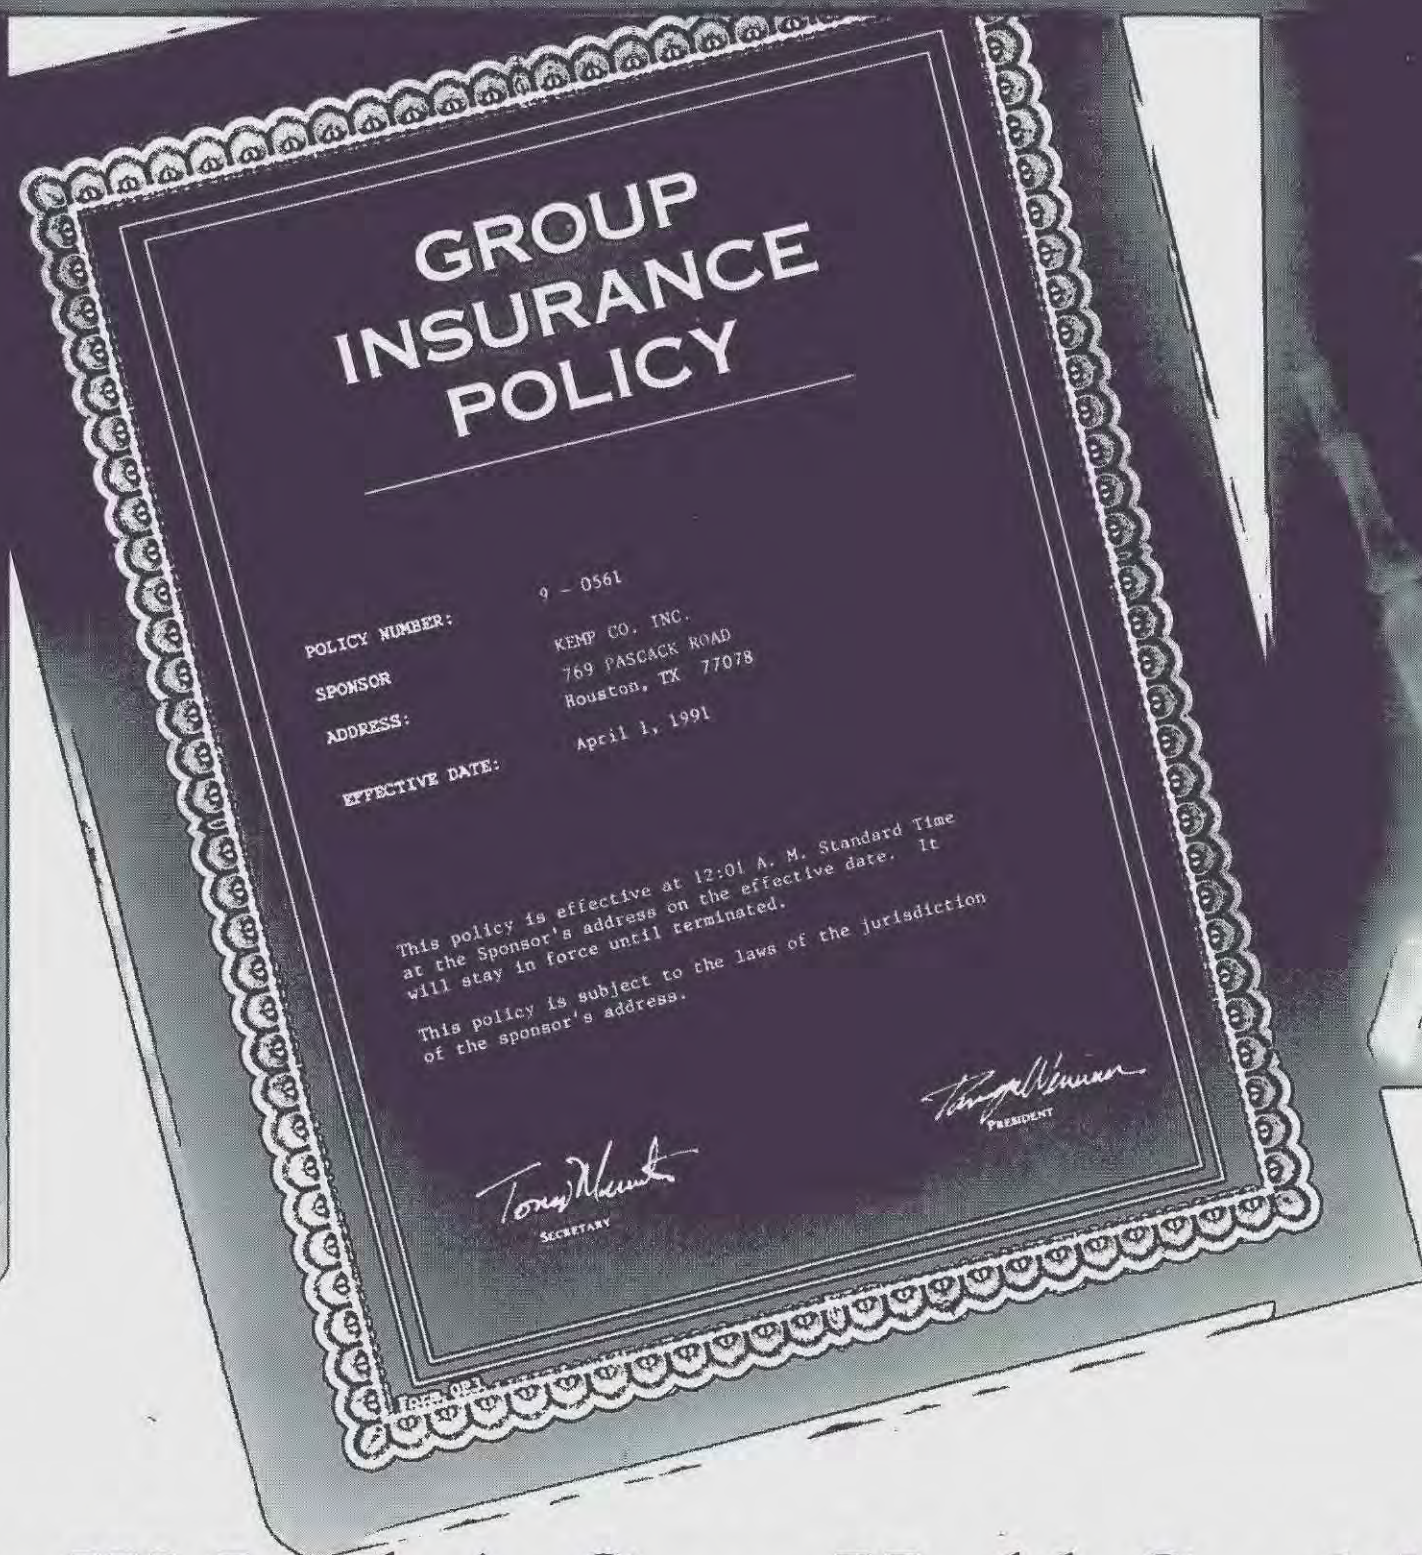 GROUP
INSURANCE
POLICY
POLICY NUMBER: 9 - 0561
SPONSOR KEMP CO. INC.
ADDRESS: 769 PASCACK ROAD
Houston, TX 77078
EFFECTIVE DATE: April 1, 1991
This policy is effective at 12:01 A. M. Standard Time
at the Sponsor's address on the effective date. It
will stay in force until terminated.
This policy is subject to the laws of the jurisdiction
of the sponsor's address.
PRESIDENT
SECRETARY